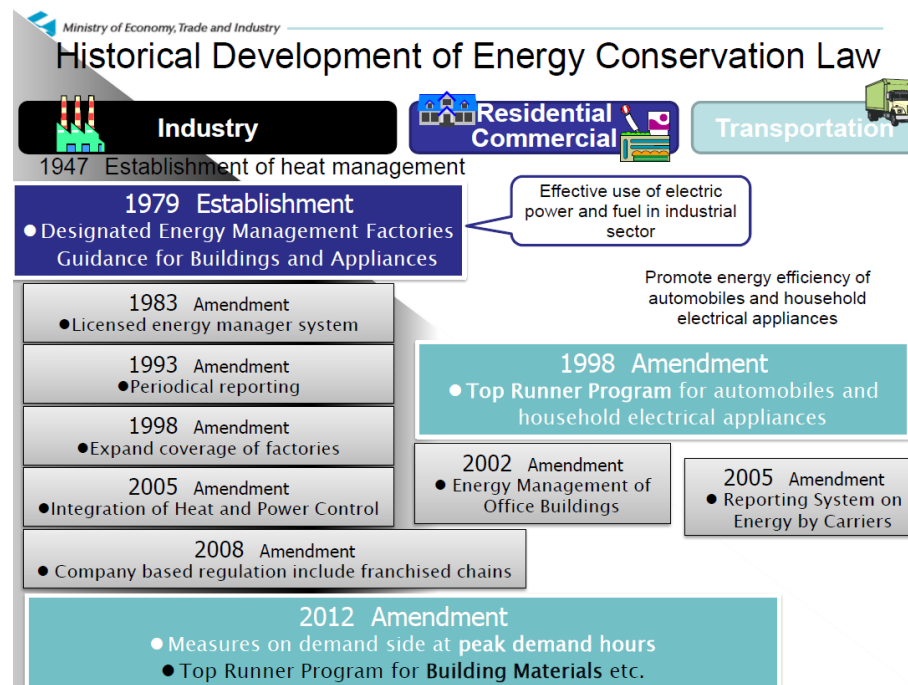 Ministry of Economy, Trade and Industry
Historical Development of Energy Conservation Law
Industry
Residential
Commercial
Transportation
1947 Establishment of heat management
1979 Establishment
●Designated Energy Management Factories
Guidance for Buildings and Appliances
Effective use of electric
power and fuel in industrial
sector
Promote energy efficiency of
automobiles and household
electrical appliances
1983 Amendment
●Licensed energy manager system
1993 Amendment
●Periodical reporting
1998 Amendment
●Expand coverage of factories
2005 Amendment
●Integration of Heat and Power Control
1998 Amendment
●Top Runner Program for automobiles and
household electrical appliances
2002 Amendment
● Energy Management of
Office Buildings
2005 Amendment
● Reporting System on
Energy by Carriers
2008 Amendment
● Company based regulation include franchised chains
2012 Amendment
● Measures on demand side at peak demand hours
● Top Runner Program for Building Materials etc.